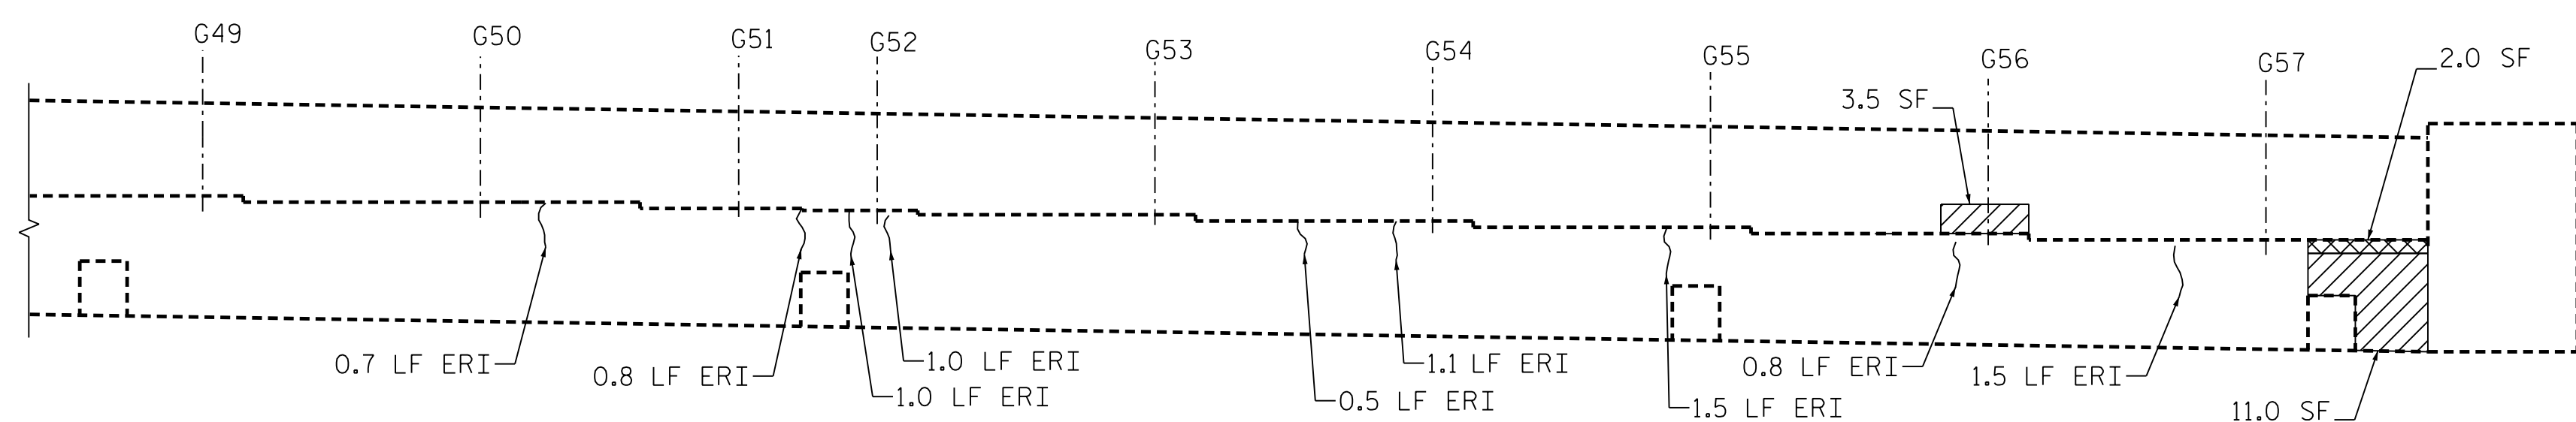 G49
G50
G51
G52
G53
G54
G55
G56
G57
2.0 SF
3.5 SF
0.7 LF ERI
0.8 LF ERI
1.0 LF ERI
1.0 LF ERI
0.5 LF ERI
1.1 LF ERI
1.5 LF ERI
0.8 LF ERI
1.5 LF ERI
11.0 SF